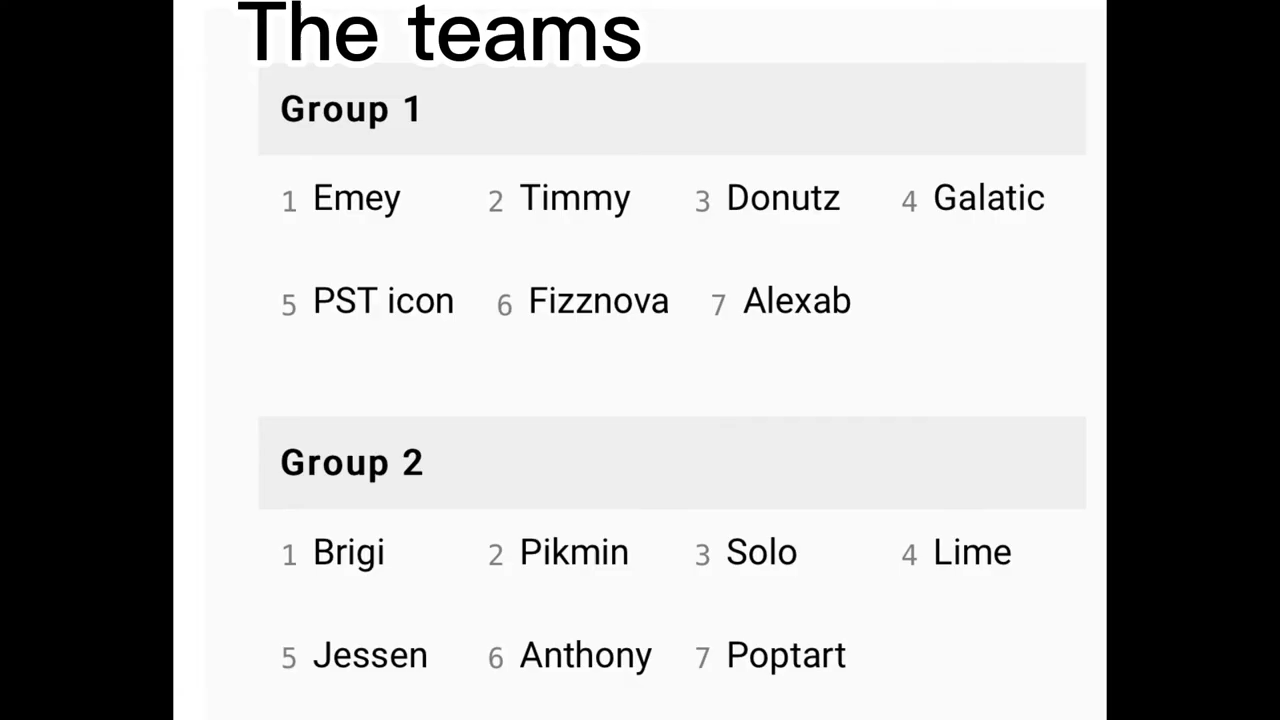 The teams
Group 1
1 Emey 2 Timmy 3 Donutz 4 Galatic
5 PST icon 6 Fizznova 7 Alexab
Group 2
1 Brigi 2 Pikmin 3 Solo 4 Lime
5 Jessen 6 Anthony 7 Poptart